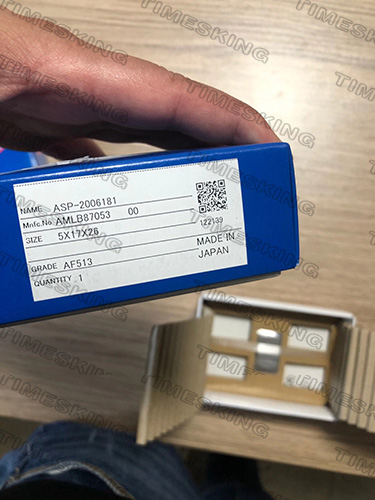 TIMESKING
NAME ASP-2006181
Mnfc.No. AMLB87053 00
122139
SIZE 5X17X26
MADE IN
JAPAN
GRADE AF513
QUANTITY 1